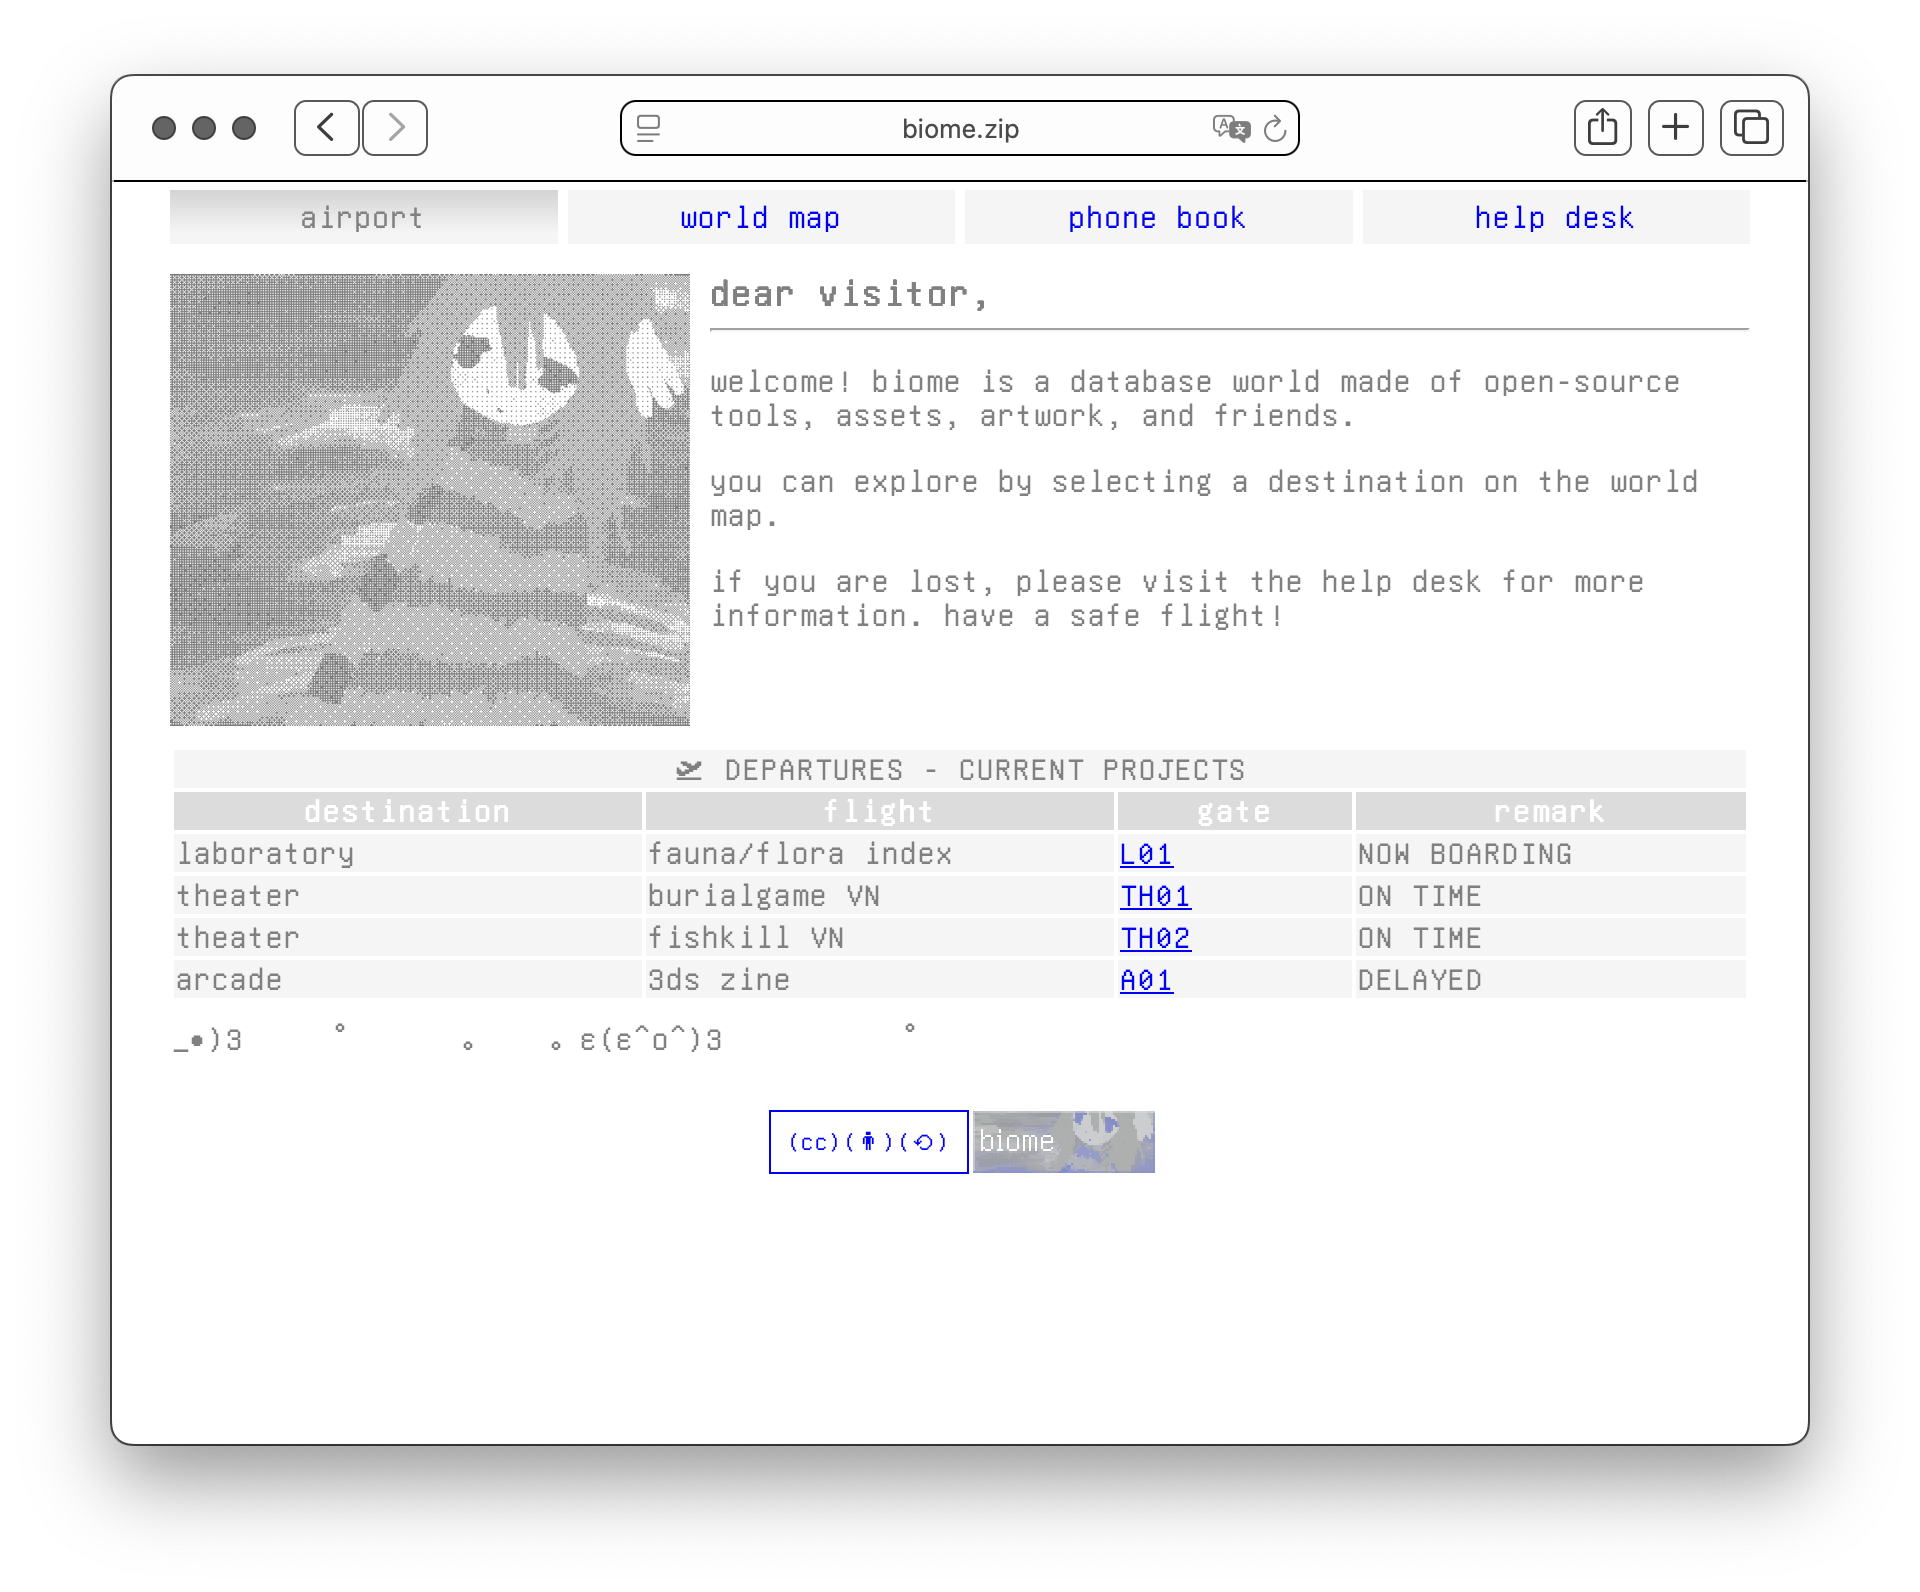 biome.zip
airport world map phone book help desk
dear visitor,
welcome! biome is a database world made of open-source
tools, assets, artwork, and friends.
you can explore by selecting a destination on the world
map.
if you are lost, please visit the help desk for more
information. have a safe flight!
DEPARTURES - CURRENT PROJECTS
destination flight gate remark
laboratory fauna/flora index L01 NOW BOARDING
theater burialgame VN TH01 ON TIME
theater fishkill VN TH02 ON TIME
arcade 3ds zine A01 DELAYED
_•)3 ° 。 。ε(ε^o^)3 °
(cc)(🚹)(⟲) biome